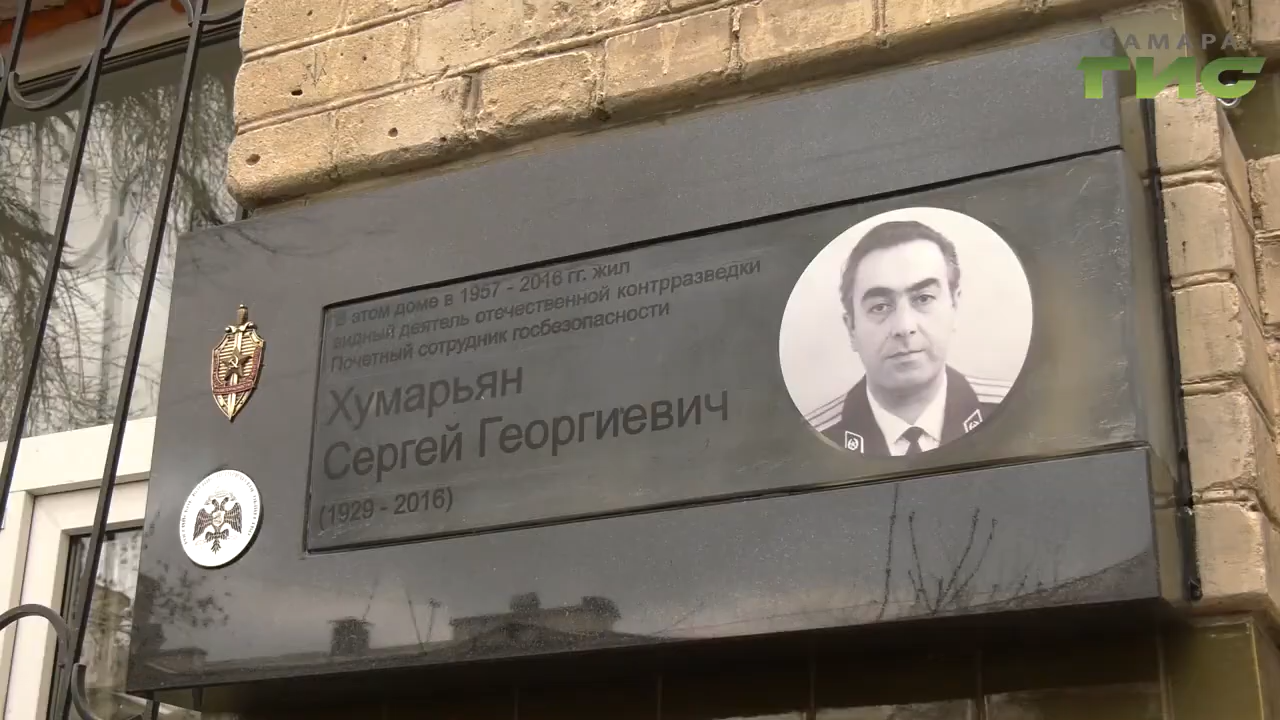 САМАРА
ГИС
В этом доме в 1957 - 2016 гг. жил
видный деятель отечественной контрразведки
Почетный сотрудник госбезопасности
Хумарьян
Сергей Георгиевич
(1929 - 2016)